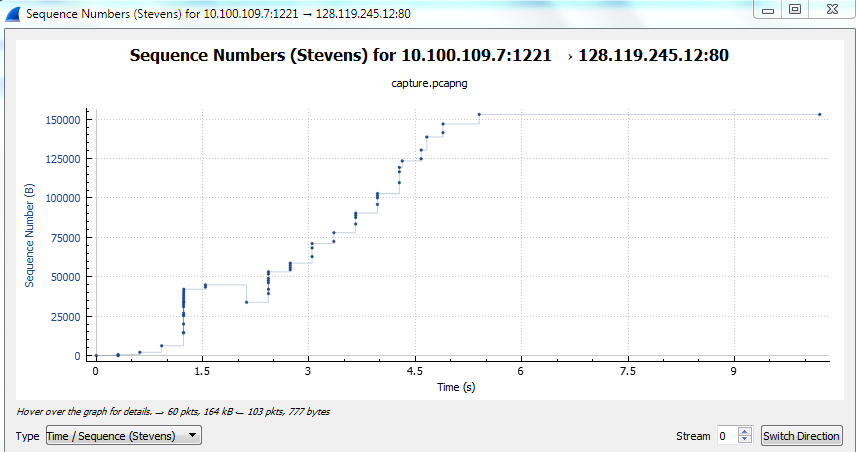 Sequence Numbers (Stevens) for 10.100.109.7:1221 → 128.119.245.12:80
Sequence Numbers (Stevens) for 10.100.109.7:1221 → 128.119.245.12:80
capture.pcapng
150000
125000
100000
75000
50000
25000
0
Sequence Number (B)
0 1.5 3 4.5 6 7.5 9
Time (s)
Hover over the graph for details. → 60 pkts, 164 kB ← 103 pkts, 777 bytes
Type Time / Sequence (Stevens) Stream 0 Switch Direction